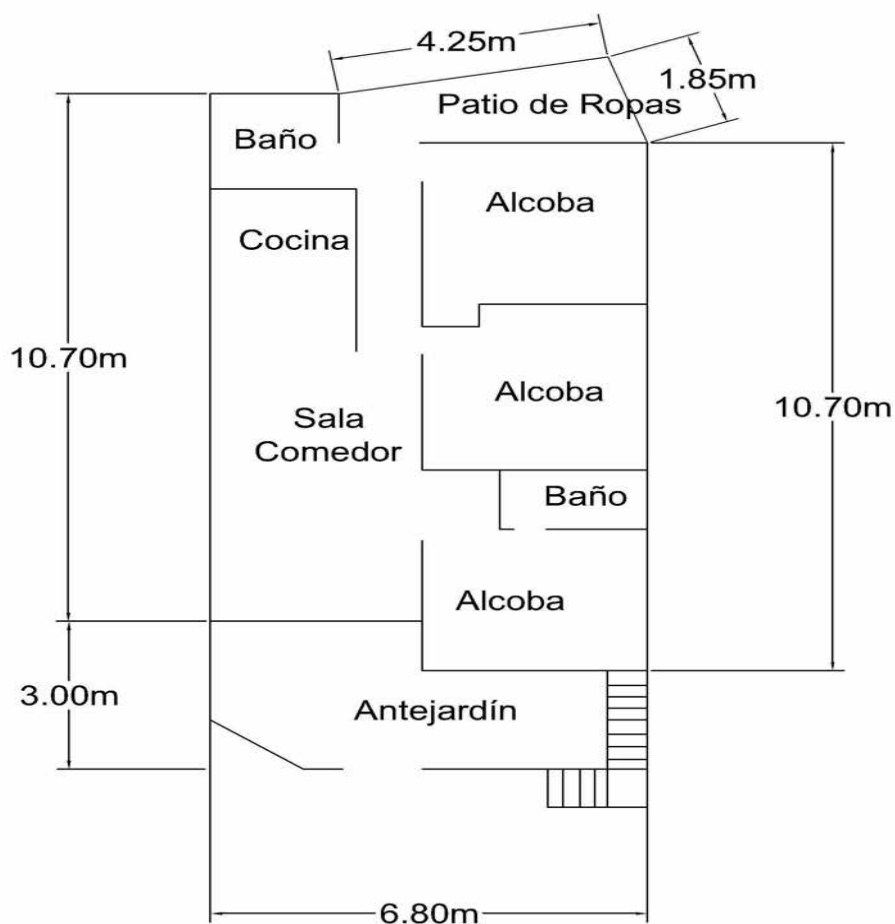 4.25m
1.85m
Patio de Ropas
Baño
Alcoba
Cocina
10.70m
Alcoba
10.70m
Sala
Comedor
Baño
Alcoba
3.00m
Antejardín
6.80m